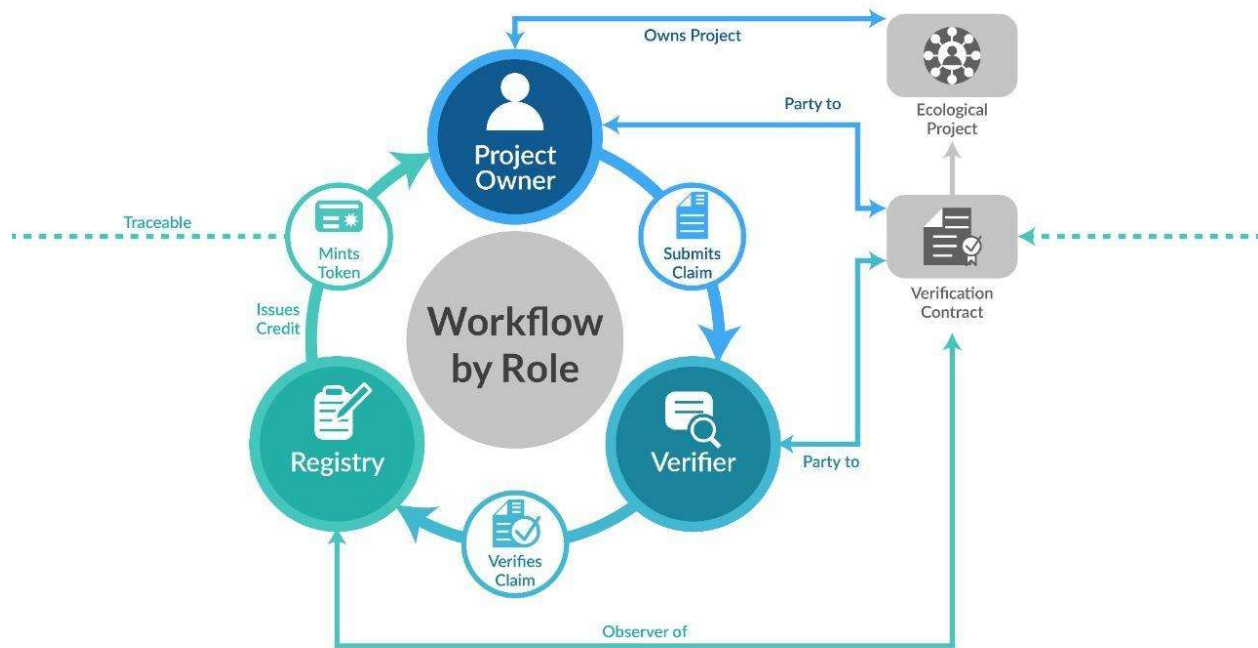 Owns Project
Party to
Ecological
Project
Project
Owner
Traceable
Mints
Token
Submits
Claim
Issues
Credit
Workflow
by Role
Verification
Contract
Registry
Verifier
Party to
Verifies
Claim
Observer of